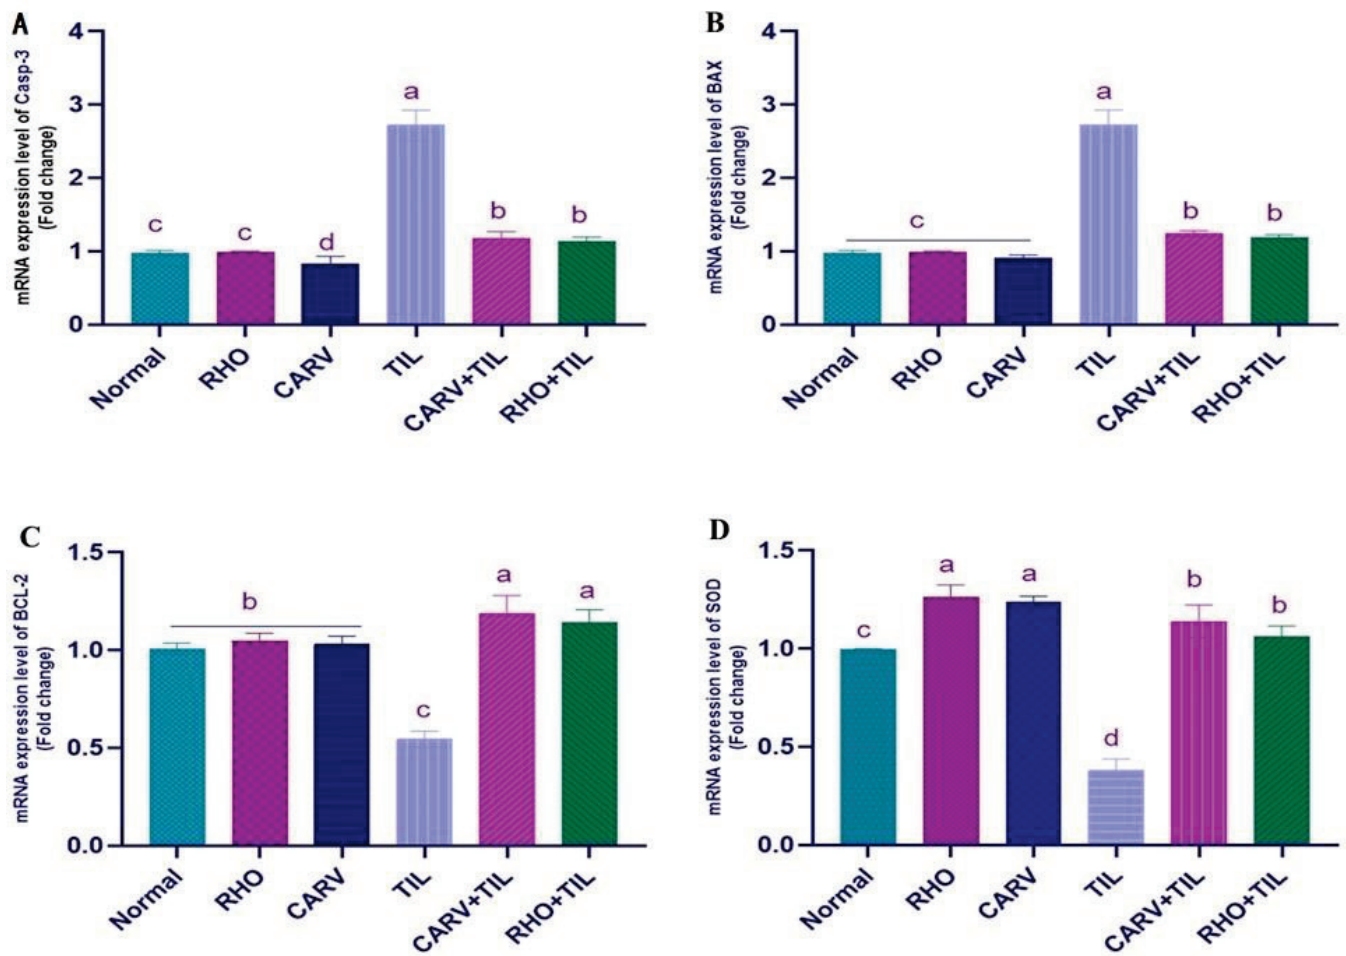 A
mRNA expression level of Casp-3
(Fold change)
4
3
2
1
0
c
c
d
a
b
b
Normal
RHO
CARV
TIL
CARV+TIL
RHO+TIL
B
mRNA expression level of BAX
(Fold change)
4
3
2
1
0
c
a
b
b
Normal
RHO
CARV
TIL
CARV+TIL
RHO+TIL
C
mRNA expression level of BCL-2
(Fold change)
1.5
1.0
0.5
0.0
b
c
a
a
Normal
RHO
CARV
TIL
CARV+TIL
RHO+TIL
D
mRNA expression level of SOD
(Fold change)
1.5
1.0
0.5
0.0
c
a
a
d
b
b
Normal
RHO
CARV
TIL
CARV+TIL
RHO+TIL